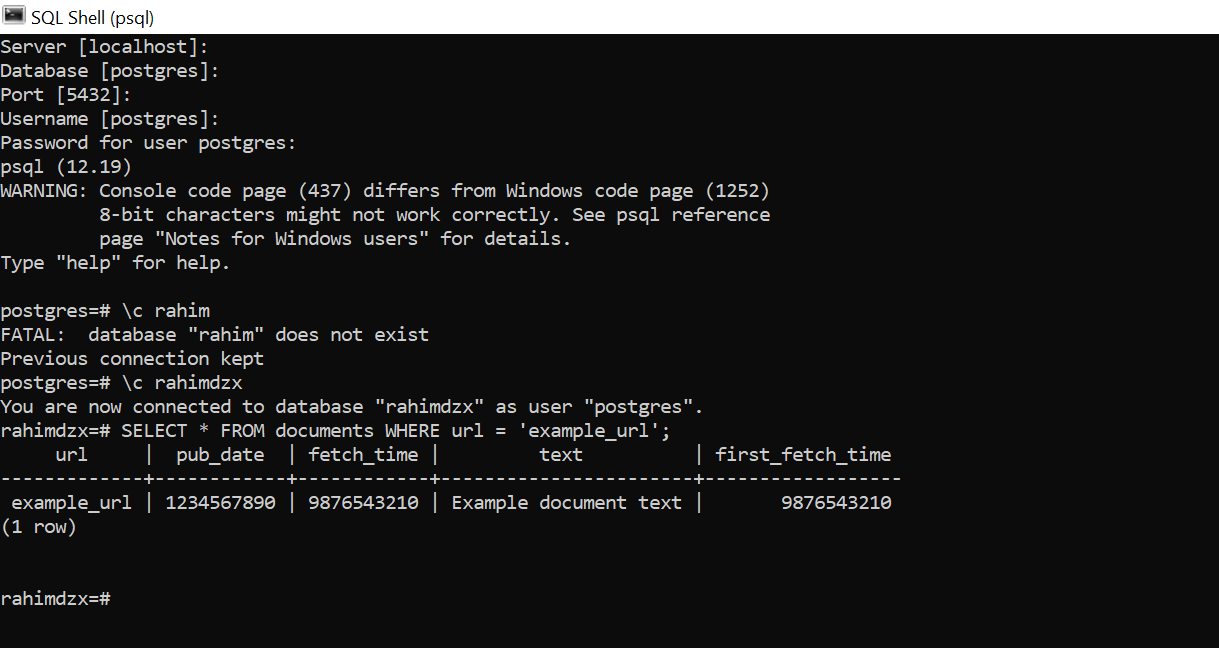 SQL Shell (psql)
Server [localhost]:
Database [postgres]:
Port [5432]:
Username [postgres]:
Password for user postgres:
psql (12.19)
WARNING: Console code page (437) differs from Windows code page (1252)
         8-bit characters might not work correctly. See psql reference
         page "Notes for Windows users" for details.
Type "help" for help.

postgres=# \c rahim
FATAL:  database "rahim" does not exist
Previous connection kept
postgres=# \c rahimdzx
You are now connected to database "rahimdzx" as user "postgres".
rahimdzx=# SELECT * FROM documents WHERE url = 'example_url';
     url     |  pub_date  | fetch_time |         text          | first_fetch_time
-------------+------------+------------+-----------------------+------------------
 example_url | 1234567890 | 9876543210 | Example document text |       9876543210
(1 row)

rahimdzx=#